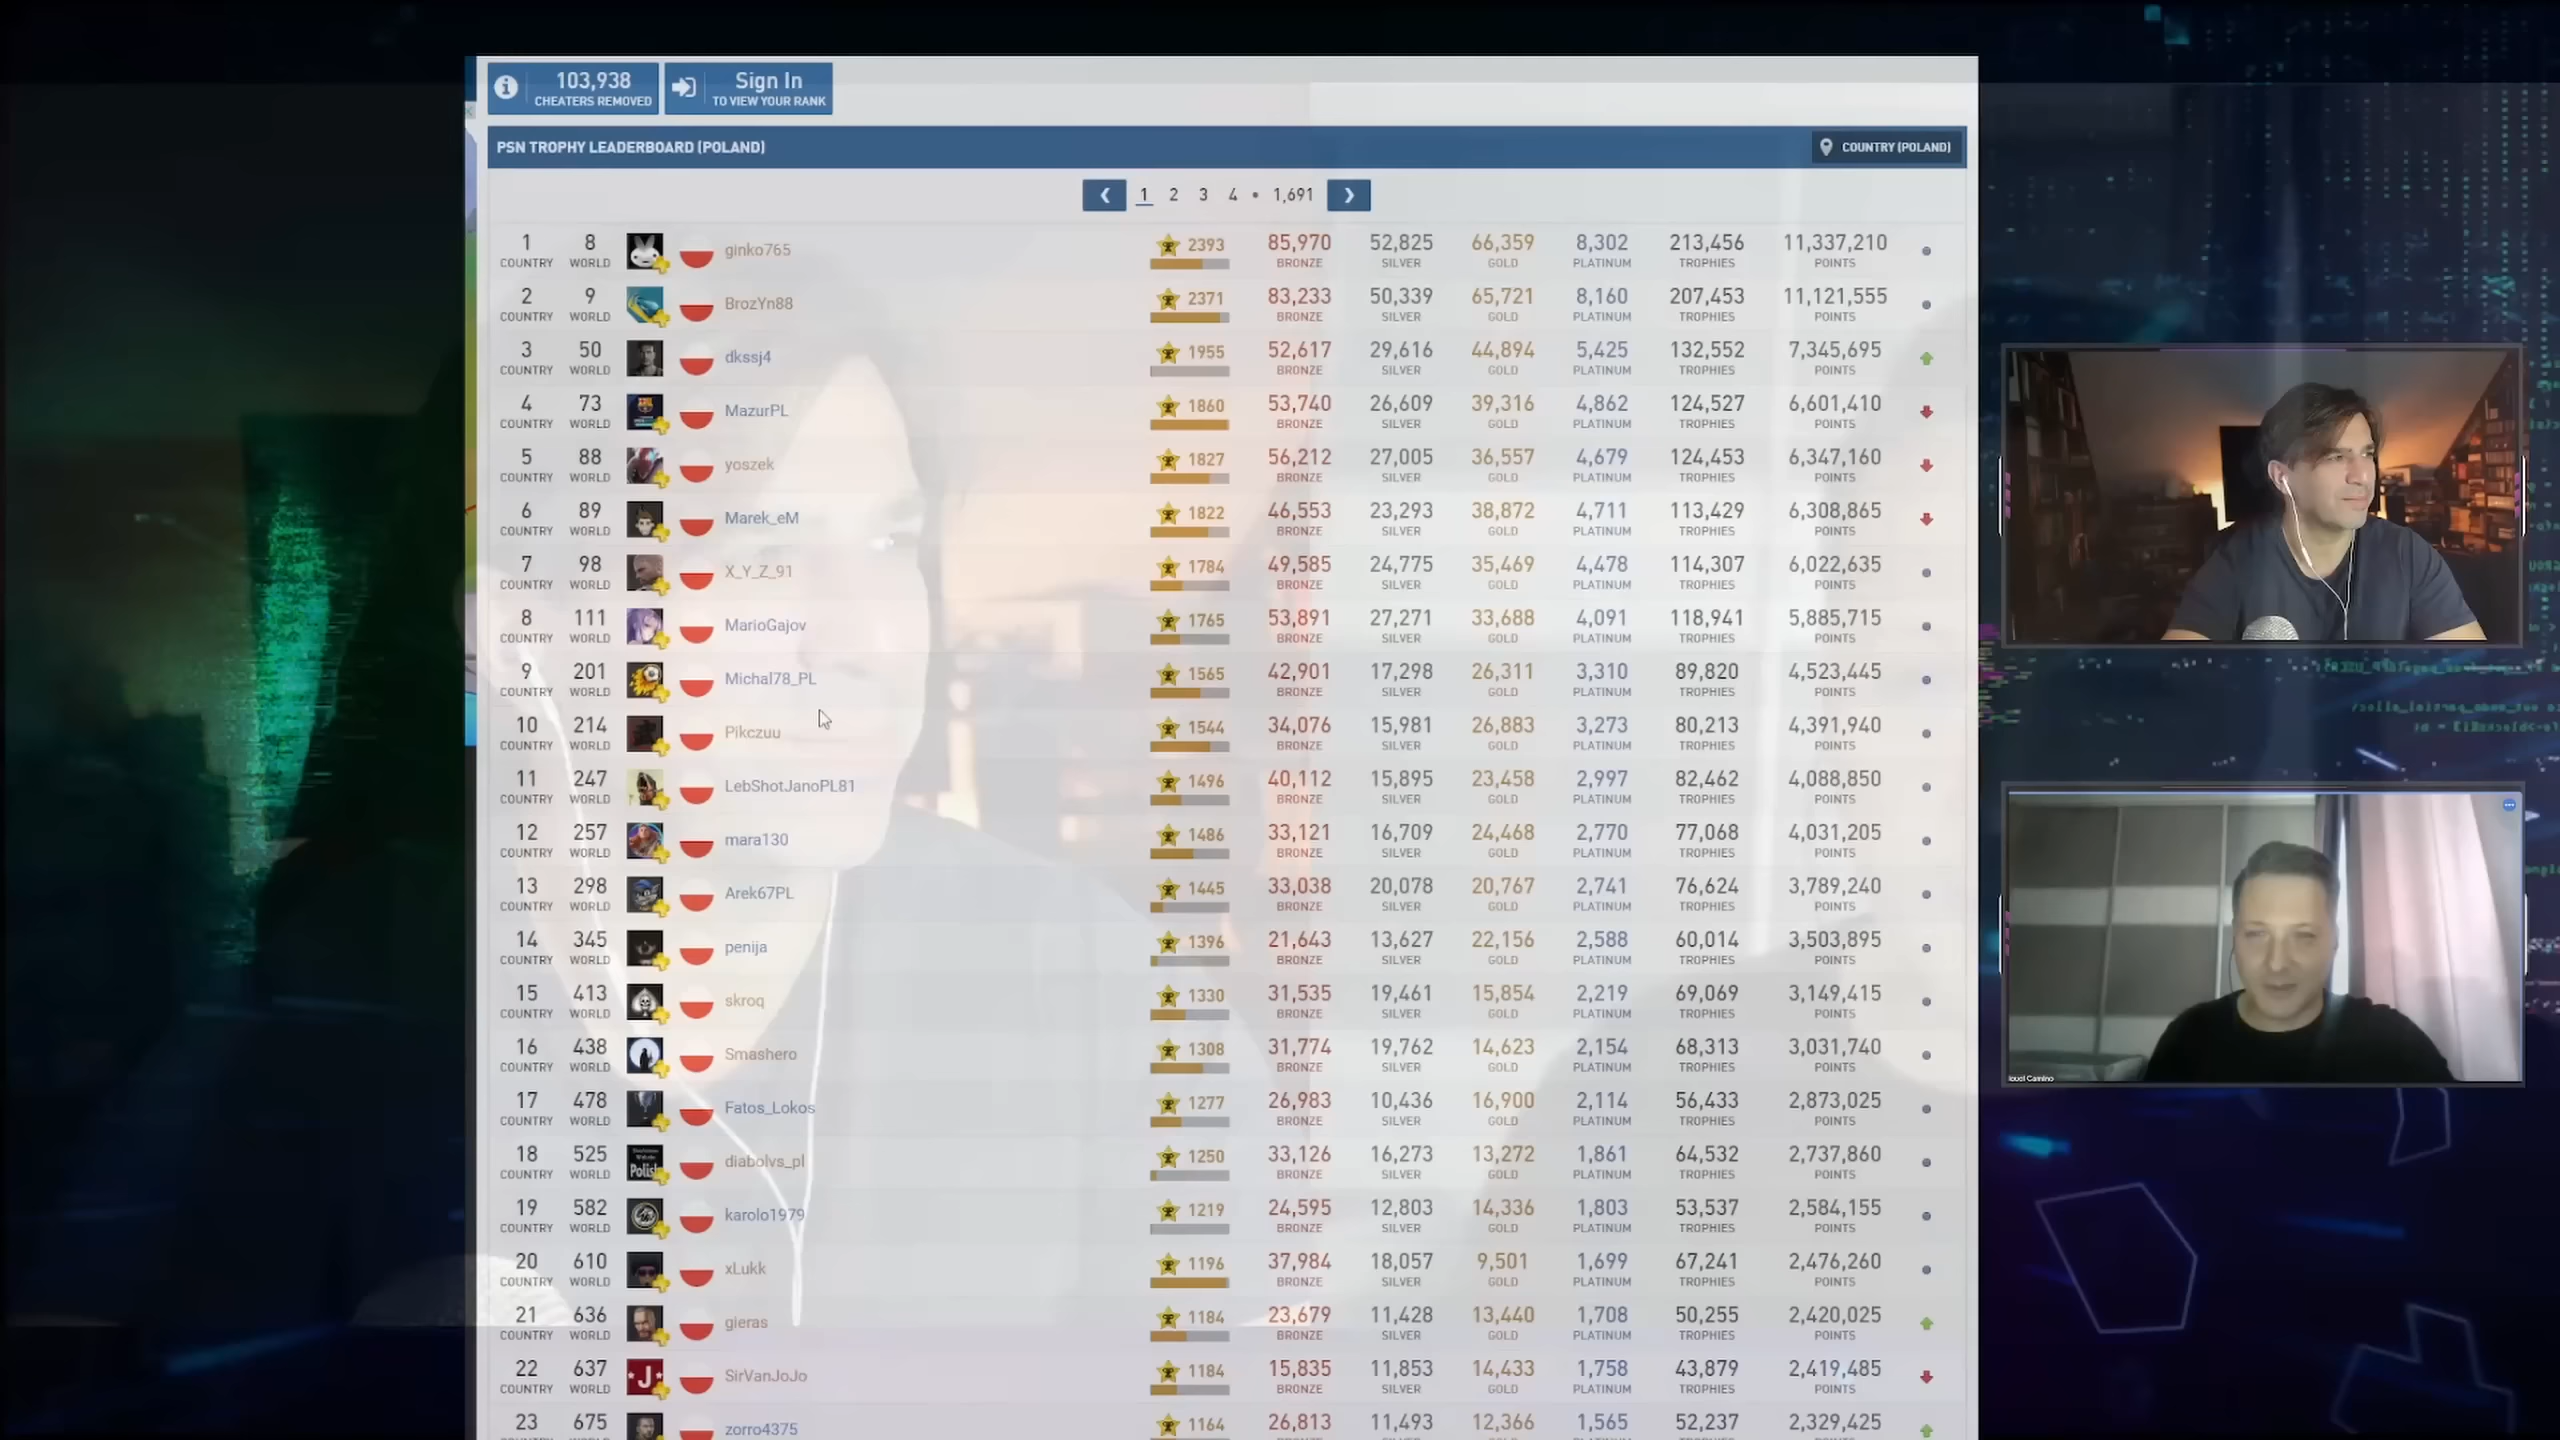 103,938
CHEATERS REMOVED
Sign In
TO VIEW YOUR RANK
PSN TROPHY LEADERBOARD (POLAND)
COUNTRY (POLAND)
1 2 3 4 • 1,691
1 8 ginko765 2393 85,970 52,825 66,359 8,302 213,456 11,337,210
COUNTRY WORLD BRONZE SILVER GOLD PLATINUM TROPHIES POINTS
2 9 BrozYn88 2371 83,233 50,339 65,721 8,160 207,453 11,121,555
COUNTRY WORLD BRONZE SILVER GOLD PLATINUM TROPHIES POINTS
3 50 dkssj4 1955 52,617 29,616 44,894 5,425 132,552 7,345,695
COUNTRY WORLD BRONZE SILVER GOLD PLATINUM TROPHIES POINTS
4 73 MazurPL 1860 53,740 26,609 39,316 4,862 124,527 6,601,410
COUNTRY WORLD BRONZE SILVER GOLD PLATINUM TROPHIES POINTS
5 88 yoszek 1827 56,212 27,005 36,557 4,679 124,453 6,347,160
COUNTRY WORLD BRONZE SILVER GOLD PLATINUM TROPHIES POINTS
6 89 Marek_eM 1822 46,553 23,293 38,872 4,711 113,429 6,308,865
COUNTRY WORLD BRONZE SILVER GOLD PLATINUM TROPHIES POINTS
7 98 X_Y_Z_91 1784 49,585 24,775 35,469 4,478 114,307 6,022,635
COUNTRY WORLD BRONZE SILVER GOLD PLATINUM TROPHIES POINTS
8 111 MarioGajov 1765 53,891 27,271 33,688 4,091 118,941 5,885,715
COUNTRY WORLD BRONZE SILVER GOLD PLATINUM TROPHIES POINTS
9 201 Michal78_PL 1565 42,901 17,298 26,311 3,310 89,820 4,523,445
COUNTRY WORLD BRONZE SILVER GOLD PLATINUM TROPHIES POINTS
10 214 Pikczuu 1544 34,076 15,981 26,883 3,273 80,213 4,391,940
COUNTRY WORLD BRONZE SILVER GOLD PLATINUM TROPHIES POINTS
11 247 LebShotJanoPL81 1496 40,112 15,895 23,458 2,997 82,462 4,088,850
COUNTRY WORLD BRONZE SILVER GOLD PLATINUM TROPHIES POINTS
12 257 mara130 1486 33,121 16,709 24,468 2,770 77,068 4,031,205
COUNTRY WORLD BRONZE SILVER GOLD PLATINUM TROPHIES POINTS
13 298 Arek67PL 1445 33,038 20,078 20,767 2,741 76,624 3,789,240
COUNTRY WORLD BRONZE SILVER GOLD PLATINUM TROPHIES POINTS
14 345 penija 1396 21,643 13,627 22,156 2,588 60,014 3,503,895
COUNTRY WORLD BRONZE SILVER GOLD PLATINUM TROPHIES POINTS
15 413 skroq 1330 31,535 19,461 15,854 2,219 69,069 3,149,415
COUNTRY WORLD BRONZE SILVER GOLD PLATINUM TROPHIES POINTS
16 438 Smashero 1308 31,774 19,762 14,623 2,154 68,313 3,031,740
COUNTRY WORLD BRONZE SILVER GOLD PLATINUM TROPHIES POINTS
17 478 Fatos_Lokos 1277 26,983 10,436 16,900 2,114 56,433 2,873,025
COUNTRY WORLD BRONZE SILVER GOLD PLATINUM TROPHIES POINTS
18 525 diabolvs_pl 1250 33,126 16,273 13,272 1,861 64,532 2,737,860
COUNTRY WORLD BRONZE SILVER GOLD PLATINUM TROPHIES POINTS
19 582 karolo1979 1219 24,595 12,803 14,336 1,803 53,537 2,584,155
COUNTRY WORLD BRONZE SILVER GOLD PLATINUM TROPHIES POINTS
20 610 xLukk 1196 37,984 18,057 9,501 1,699 67,241 2,476,260
COUNTRY WORLD BRONZE SILVER GOLD PLATINUM TROPHIES POINTS
21 636 gieras 1184 23,679 11,428 13,440 1,708 50,255 2,420,025
COUNTRY WORLD BRONZE SILVER GOLD PLATINUM TROPHIES POINTS
22 637 SirVanJoJo 1184 15,835 11,853 14,433 1,758 43,879 2,419,485
COUNTRY WORLD BRONZE SILVER GOLD PLATINUM TROPHIES POINTS
23 675 zorro4375 1164 26,813 11,493 12,366 1,565 52,237 2,329,425